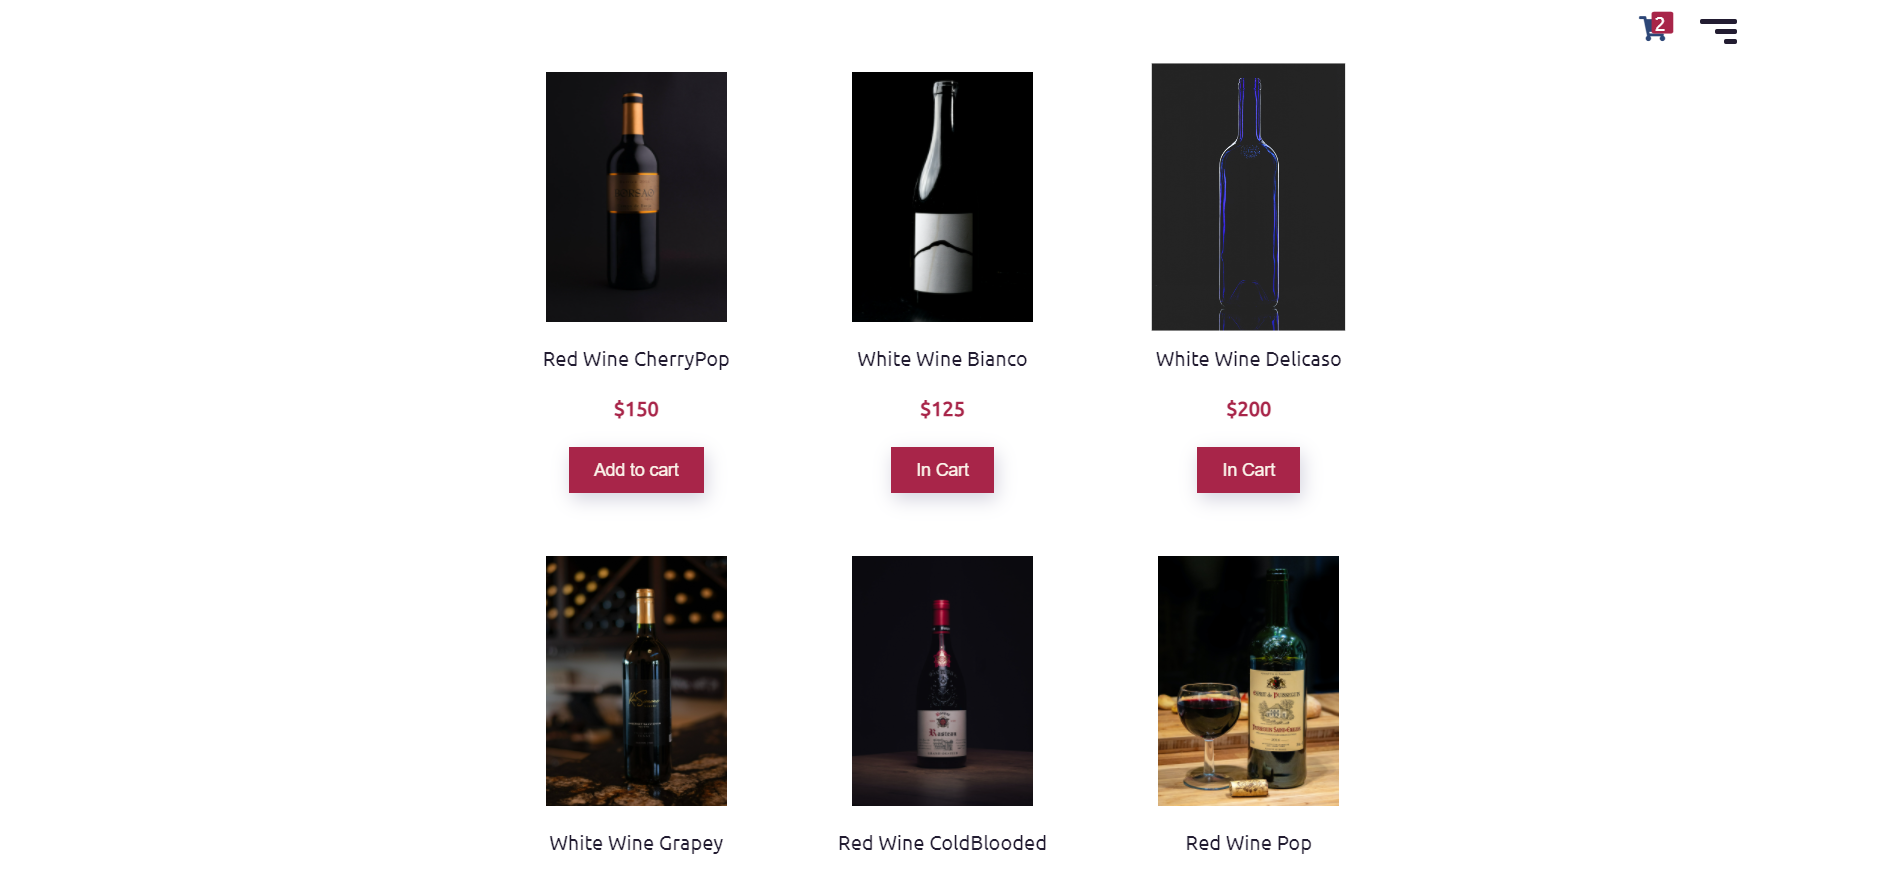 2
Red Wine CherryPop
White Wine Bianco
White Wine Delicaso
$150
$125
$200
Add to cart
In Cart
In Cart
White Wine Grapey
Red Wine ColdBlooded
Red Wine Pop